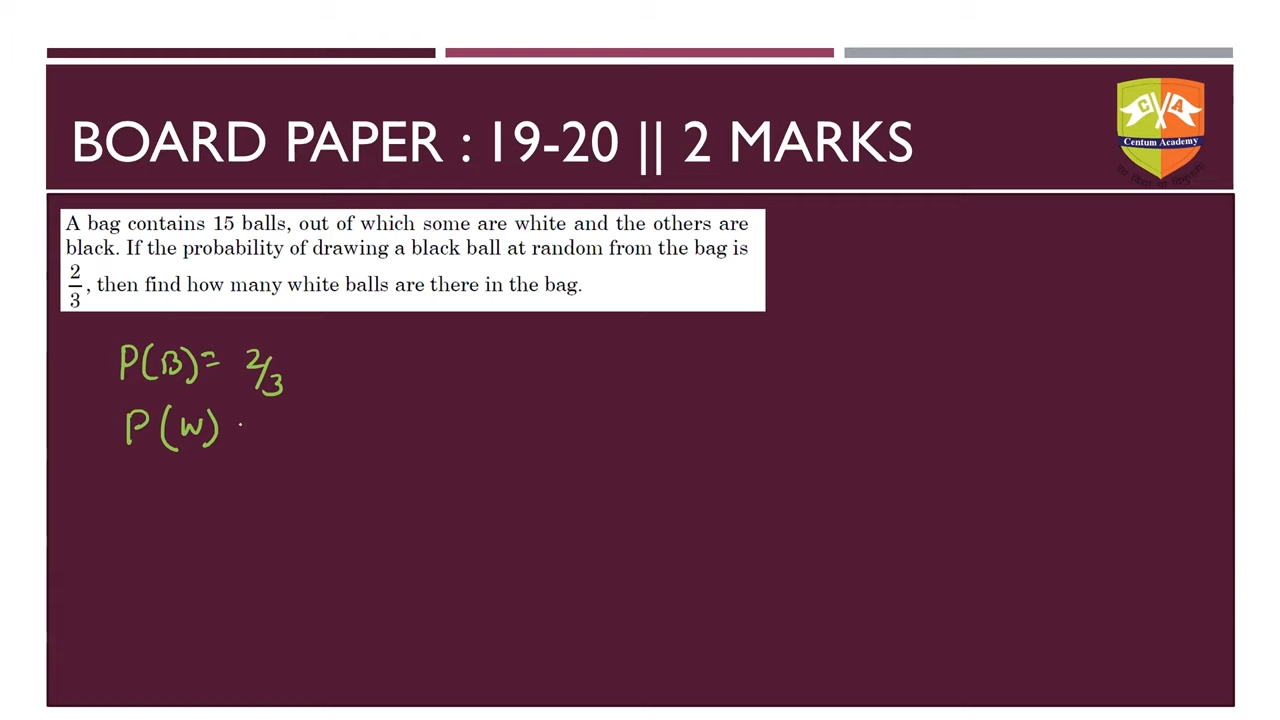 BOARD PAPER : 19-20 || 2 MARKS
C A
Centum Academy
A bag contains 15 balls, out of which some are white and the others are
black. If the probability of drawing a black ball at random from the bag is
2/3, then find how many white balls are there in the bag.
P(B) = 2/3
P(W)